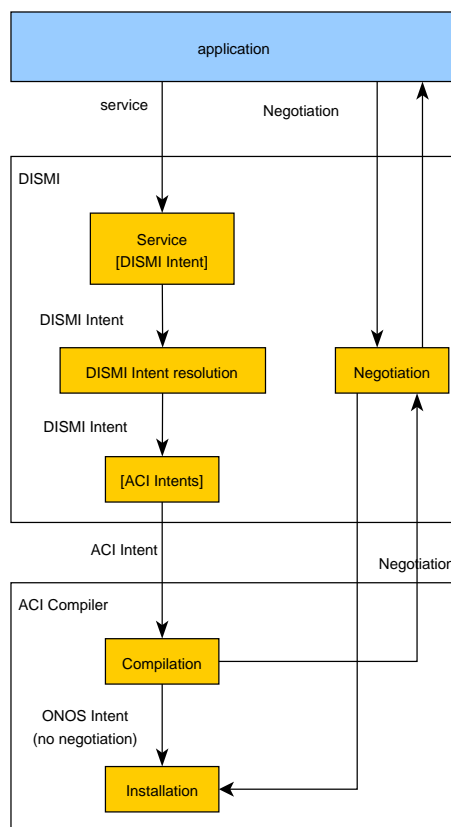 application
service
Negotiation
DISMI
Service
[DISMI Intent]
DISMI Intent
DISMI Intent resolution
Negotiation
DISMI Intent
[ACI Intents]
ACI Intent
Negotiation
ACI Compiler
Compilation
ONOS Intent
(no negotiation)
Installation